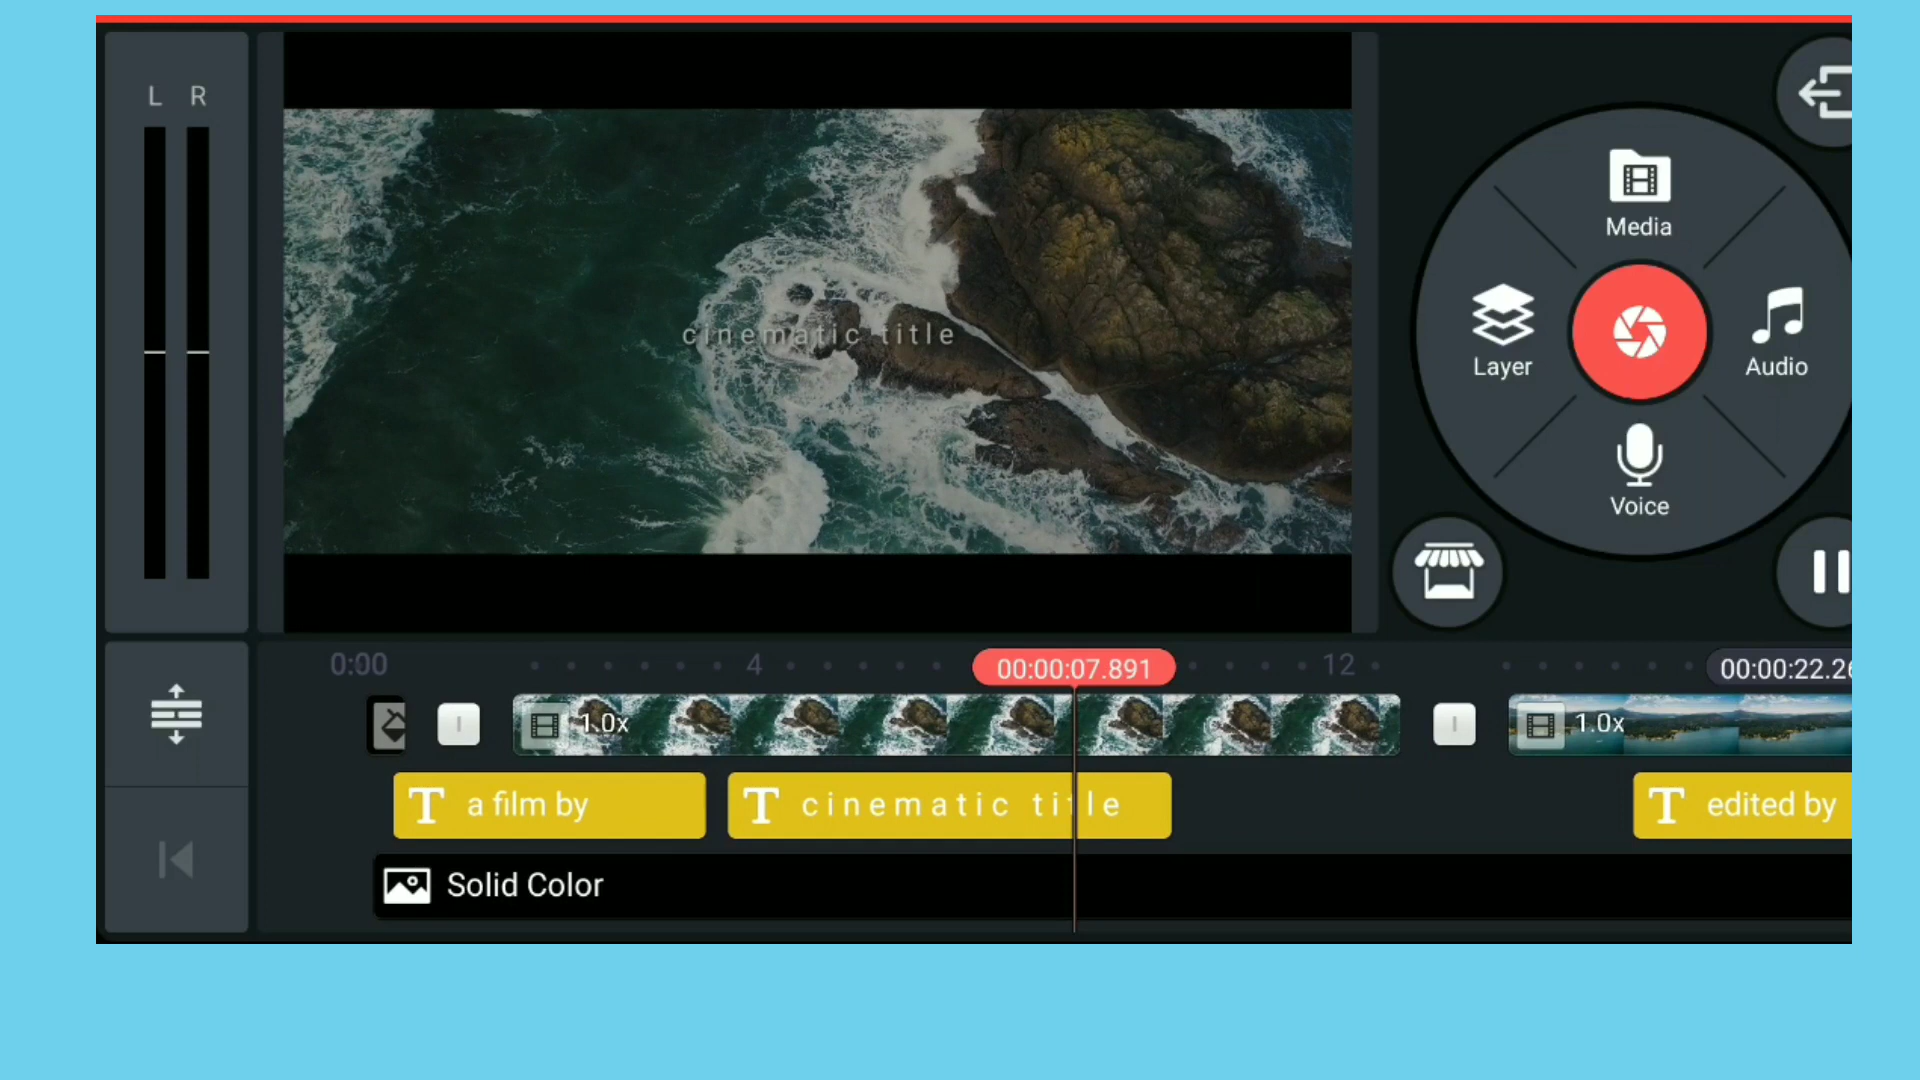 L R
Media
cinematic title
Layer
Audio
Voice
0:00
4
00:00:07.891
12
00:00:22.26
1.0x
1.0x
T a film by
T cinematic title
T edited by
Solid Color